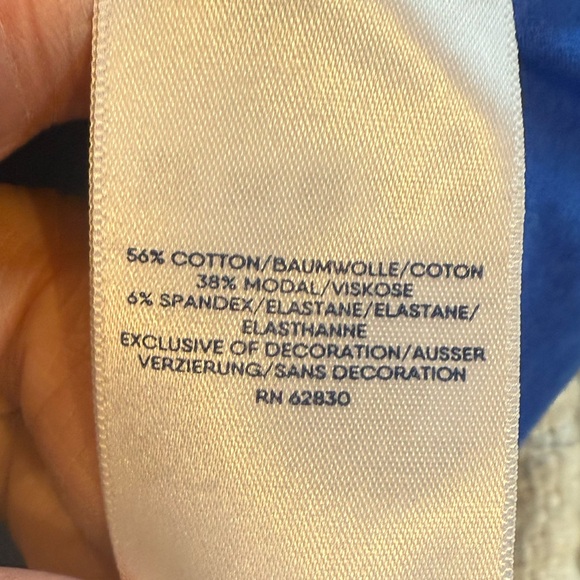 56% COTTON/BAUMWOLLE/COTON
38% MODAL/VISKOSE
6% SPANDEX/ELASTANE/ELASTANE/
ELASTHANNE
EXCLUSIVE OF DECORATION/AUSSER
VERZIERUNG/SANS DECORATION
RN 62830